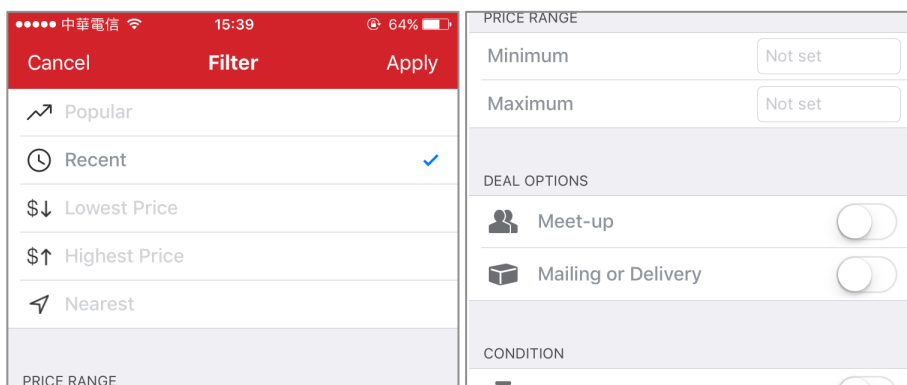 中華電信 15:39 64%
Cancel Filter Apply
Popular
Recent
$↓ Lowest Price
$↑ Highest Price
Nearest
PRICE RANGE
PRICE RANGE
Minimum Not set
Maximum Not set
DEAL OPTIONS
Meet-up
Mailing or Delivery
CONDITION